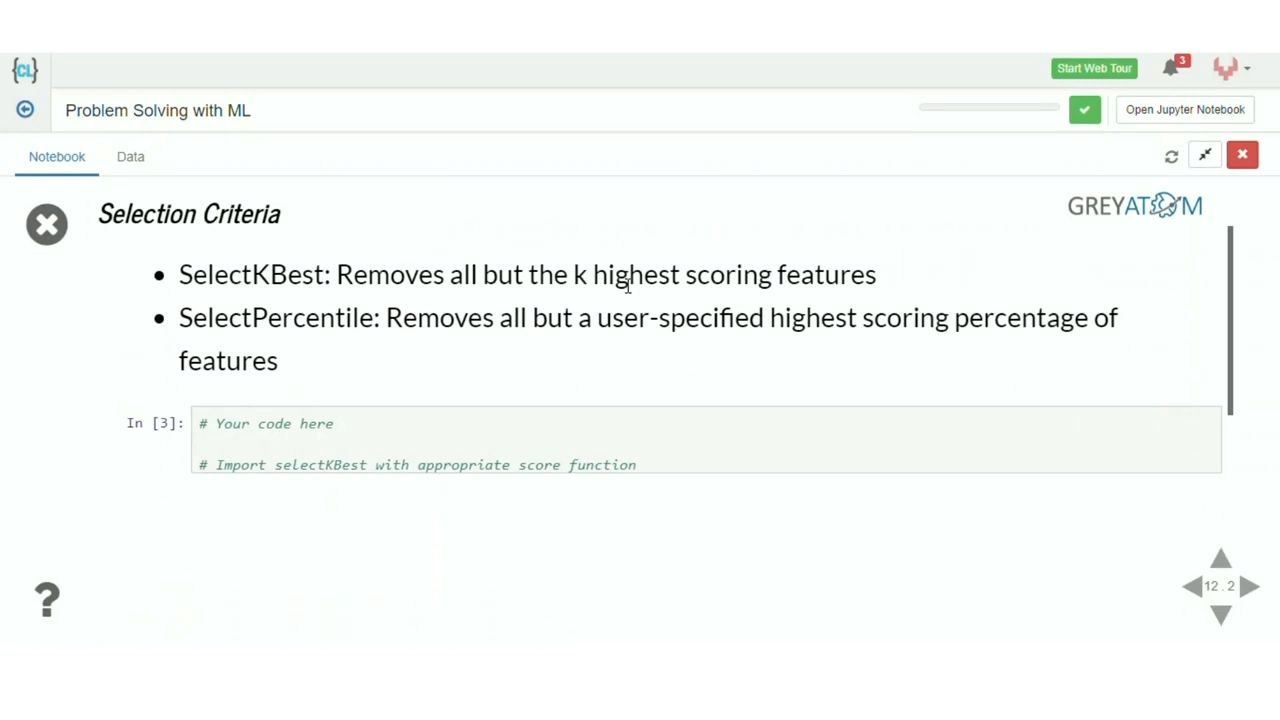 {CL}
Start Web Tour
3
Problem Solving with ML
Open Jupyter Notebook
Notebook
Data
Selection Criteria
GREYATOM
• SelectKBest: Removes all but the k highest scoring features
• SelectPercentile: Removes all but a user-specified highest scoring percentage of
features
In [3]:
# Your code here
# Import selectKBest with appropriate score function
?
12.2